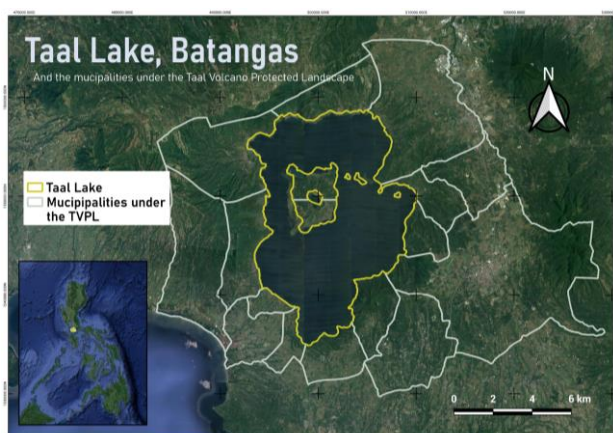 Taal Lake, Batangas
And the mucipalities under the Taal Volcano Protected Landscape
N
Taal Lake
Mucipipalities under
the TVPL
0 2 4 6 km